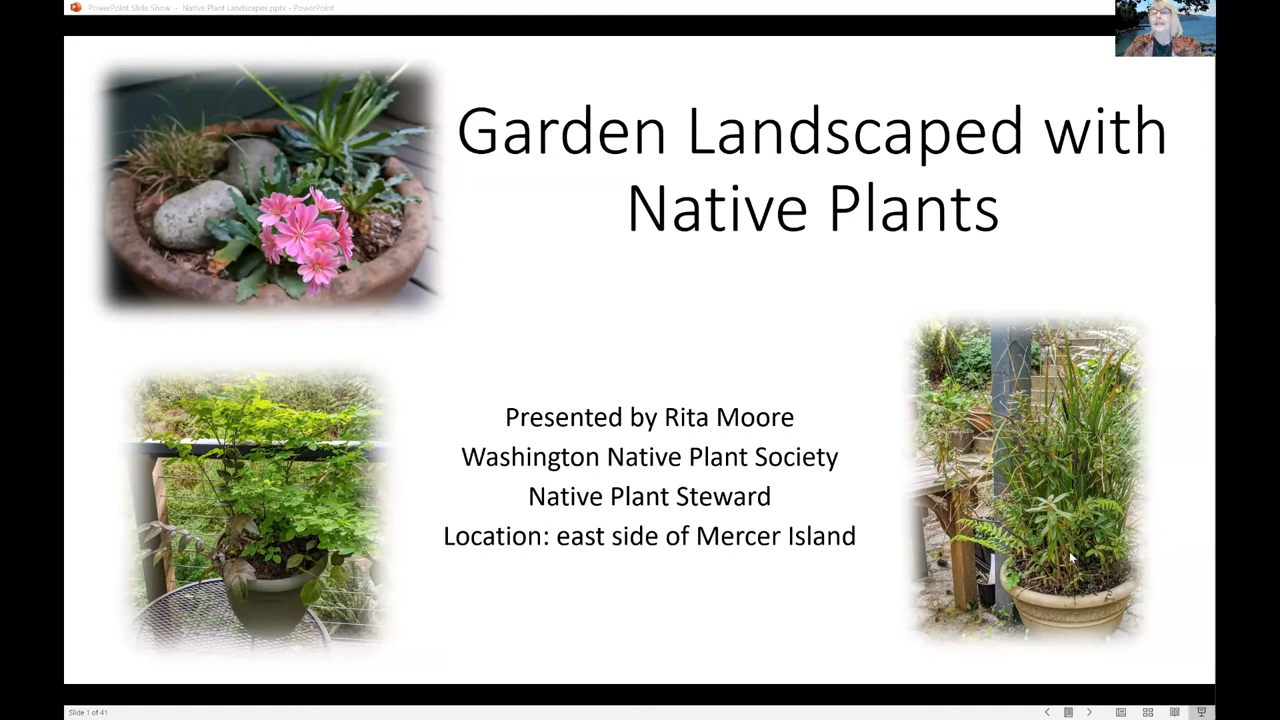 PowerPoint Slide Show - Native Plant Landscapes.pptx - PowerPoint
Garden Landscaped with
Native Plants
Presented by Rita Moore
Washington Native Plant Society
Native Plant Steward
Location: east side of Mercer Island
Slide 1 of 41